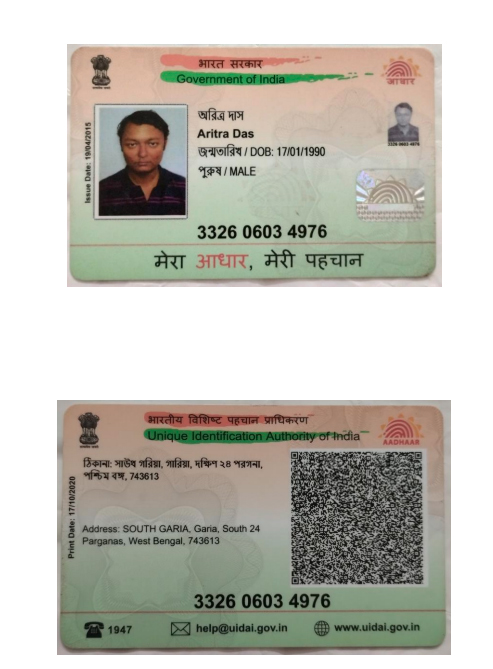 भारत सरकार
Government of India
आधार
Issue Date: 19/04/2015
অরিত্র দাস
Aritra Das
জন্মতারিখ / DOB: 17/01/1990
পুরুষ / MALE
3326 0603 4976
3326 0603 4976
मेरा आधार, मेरी पहचान
भारतीय विशिष्ट पहचान प्राधिकरण
Unique Identification Authority of India
AADHAAR
Print Date: 17/10/2020
ঠিকানা: সাউথ গরিয়া, গারিয়া, দক্ষিণ ২৪ পরগনা,
পশ্চিম বঙ্গ, 743613
Address: SOUTH GARIA, Garia, South 24
Parganas, West Bengal, 743613
3326 0603 4976
1947
help@uidai.gov.in
www.uidai.gov.in